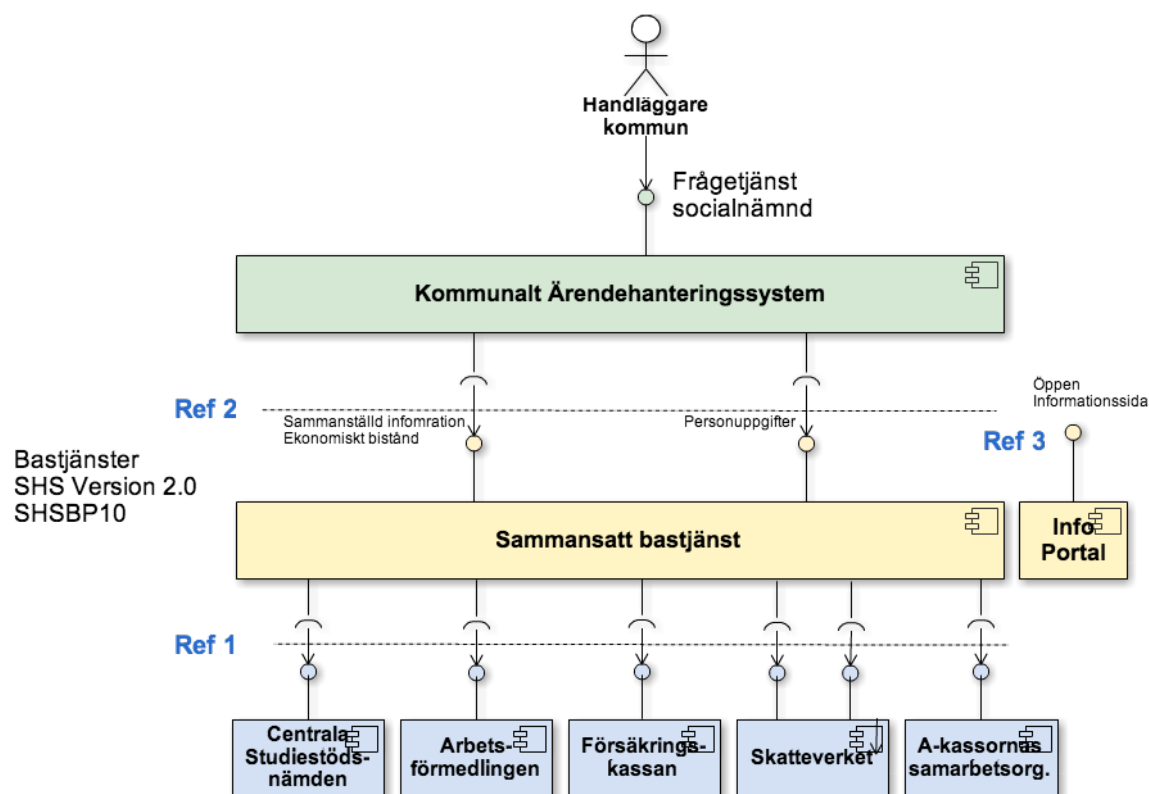 Handläggare
kommun
Frågetjänst
socialnämnd
Kommunalt Ärendehanteringssystem
Ref 2
Sammanställd infomration
Ekonomiskt bistånd
Personuppgifter
Öppen
Informationssida
Ref 3
Bastjänster
SHS Version 2.0
SHSBP10
Sammansatt bastjänst
Info
Portal
Ref 1
Centrala
Studiestöds-
nämden
Arbets-
förmedlingen
Försäkrings-
kassan
Skatteverket
A-kassornas
samarbetsorg.